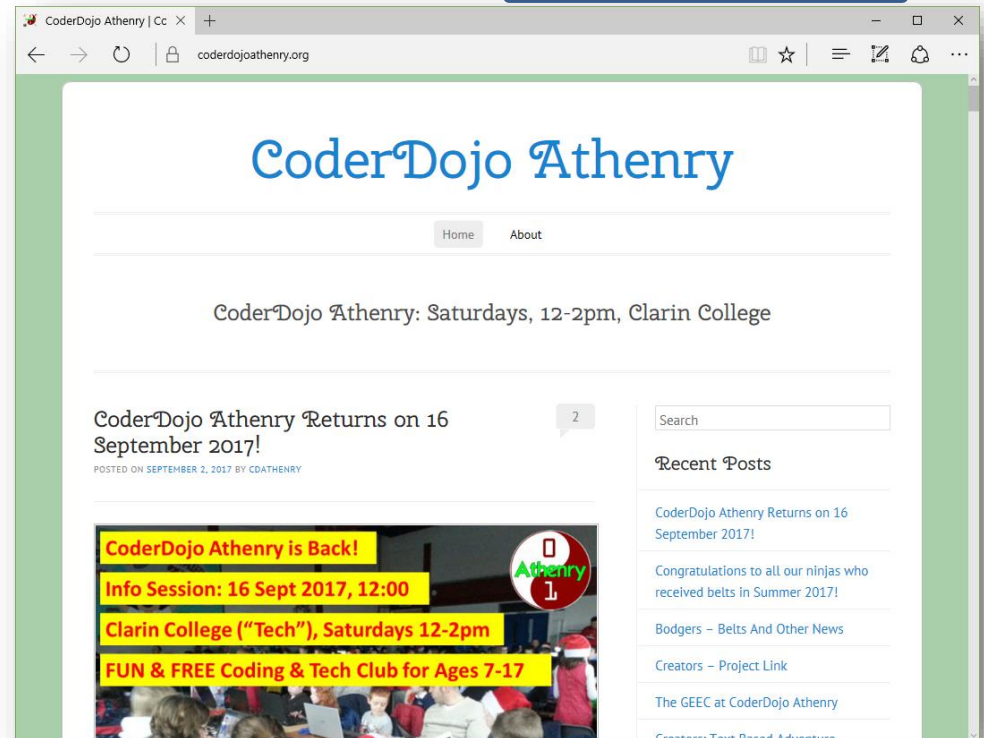 CoderDojo Athenry | Cc
coderdojoathenry.org
CoderDojo Athenry
Home About
CoderDojo Athenry: Saturdays, 12-2pm, Clarin College
CoderDojo Athenry Returns on 16
September 2017!
2
POSTED ON SEPTEMBER 2, 2017 BY CDATHENRY
CoderDojo Athenry is Back!
Info Session: 16 Sept 2017, 12:00
Clarin College (“Tech”), Saturdays 12-2pm
FUN & FREE Coding & Tech Club for Ages 7-17
0
Athenry
1
Search
Recent Posts
CoderDojo Athenry Returns on 16
September 2017!
Congratulations to all our ninjas who
received belts in Summer 2017!
Bodgers – Belts And Other News
Creators – Project Link
The GEEC at CoderDojo Athenry
Creators: Text Based Adventure